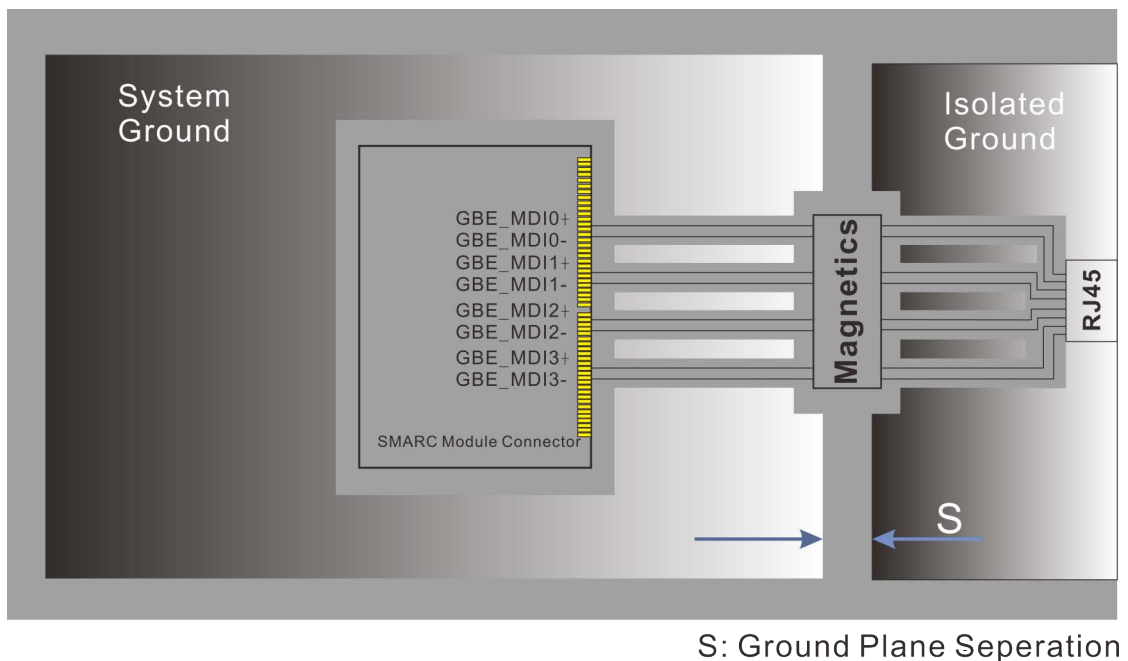 System
Ground
Isolated
Ground
GBE_MDI0+
GBE_MDI0-
GBE_MDI1+
GBE_MDI1-
GBE_MDI2+
GBE_MDI2-
GBE_MDI3+
GBE_MDI3-
SMARC Module Connector
Magnetics
RJ45
S
S: Ground Plane Seperation